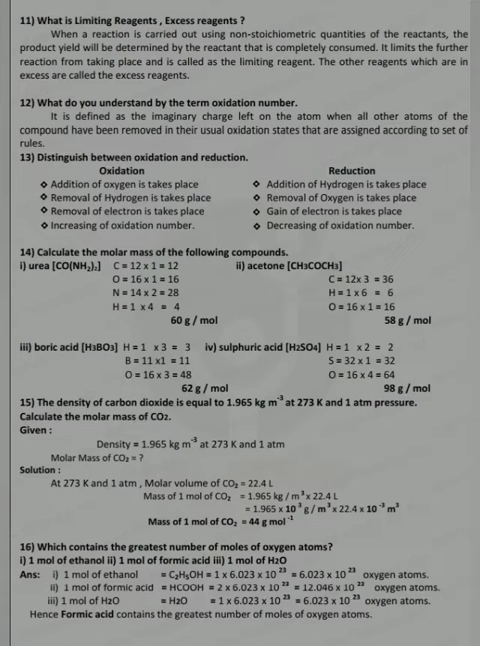 11) What is Limiting Reagents , Excess reagents ?
When a reaction is carried out using non-stoichiometric quantities of the reactants, the
product yield will be determined by the reactant that is completely consumed. It limits the further
reaction from taking place and is called as the limiting reagent. The other reagents which are in
excess are called the excess reagents.
12) What do you understand by the term oxidation number.
It is defined as the imaginary charge left on the atom when all other atoms of the
compound have been removed in their usual oxidation states that are assigned according to set of
rules.
13) Distinguish between oxidation and reduction.
Oxidation Reduction
❖ Addition of oxygen is takes place ❖ Addition of Hydrogen is takes place
❖ Removal of Hydrogen is takes place ❖ Removal of Oxygen is takes place
❖ Removal of electron is takes place ❖ Gain of electron is takes place
❖ Increasing of oxidation number. ❖ Decreasing of oxidation number.
14) Calculate the molar mass of the following compounds.
i) urea [CO(NH₂)₂] C = 12 x 1 = 12 ii) acetone [CH3COCH3]
O = 16 x 1 = 16 C = 12x 3 = 36
N = 14 x 2 = 28 H = 1 x 6 = 6
H = 1 x 4 = 4 O = 16 x 1 = 16
60 g / mol 58 g / mol
iii) boric acid [H3BO3] H = 1 x 3 = 3 iv) sulphuric acid [H2SO4] H = 1 x 2 = 2
B = 11 x1 = 11 S = 32 x 1 = 32
O = 16 x 3 = 48 O = 16 x 4 = 64
62 g / mol 98 g / mol
15) The density of carbon dioxide is equal to 1.965 kg m⁻³ at 273 K and 1 atm pressure.
Calculate the molar mass of CO2.
Given :
Density = 1.965 kg m⁻³ at 273 K and 1 atm
Molar Mass of CO₂ = ?
Solution :
At 273 K and 1 atm , Molar volume of CO₂ = 22.4 L
Mass of 1 mol of CO₂ = 1.965 kg / m³ x 22.4 L
= 1.965 x 10³ g / m³ x 22.4 x 10⁻³ m³
Mass of 1 mol of CO₂ = 44 g mol⁻¹
16) Which contains the greatest number of moles of oxygen atoms?
i) 1 mol of ethanol ii) 1 mol of formic acid iii) 1 mol of H2O
Ans: i) 1 mol of ethanol = C₂H₅OH = 1 x 6.023 x 10²³ = 6.023 x 10²³ oxygen atoms.
ii) 1 mol of formic acid = HCOOH = 2 x 6.023 x 10²³ = 12.046 x 10²³ oxygen atoms.
iii) 1 mol of H2O = H2O = 1 x 6.023 x 10²³ = 6.023 x 10²³ oxygen atoms.
Hence Formic acid contains the greatest number of moles of oxygen atoms.